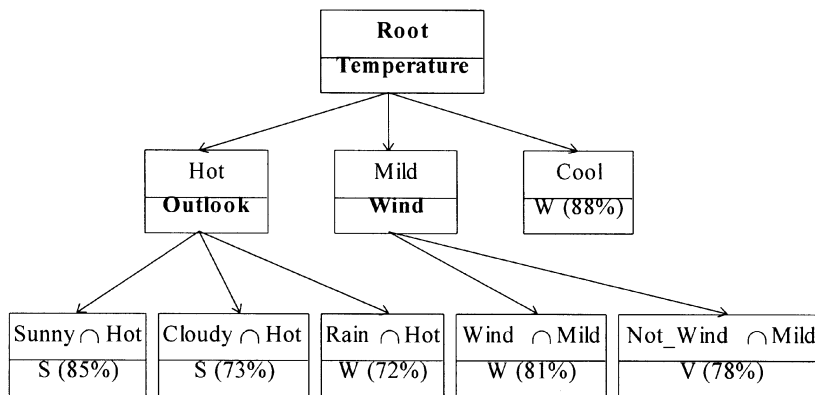 Root
Temperature
Hot
Outlook
Mild
Wind
Cool
W (88%)
Sunny ∩ Hot
S (85%)
Cloudy ∩ Hot
S (73%)
Rain ∩ Hot
W (72%)
Wind ∩ Mild
W (81%)
Not_Wind ∩ Mild
V (78%)